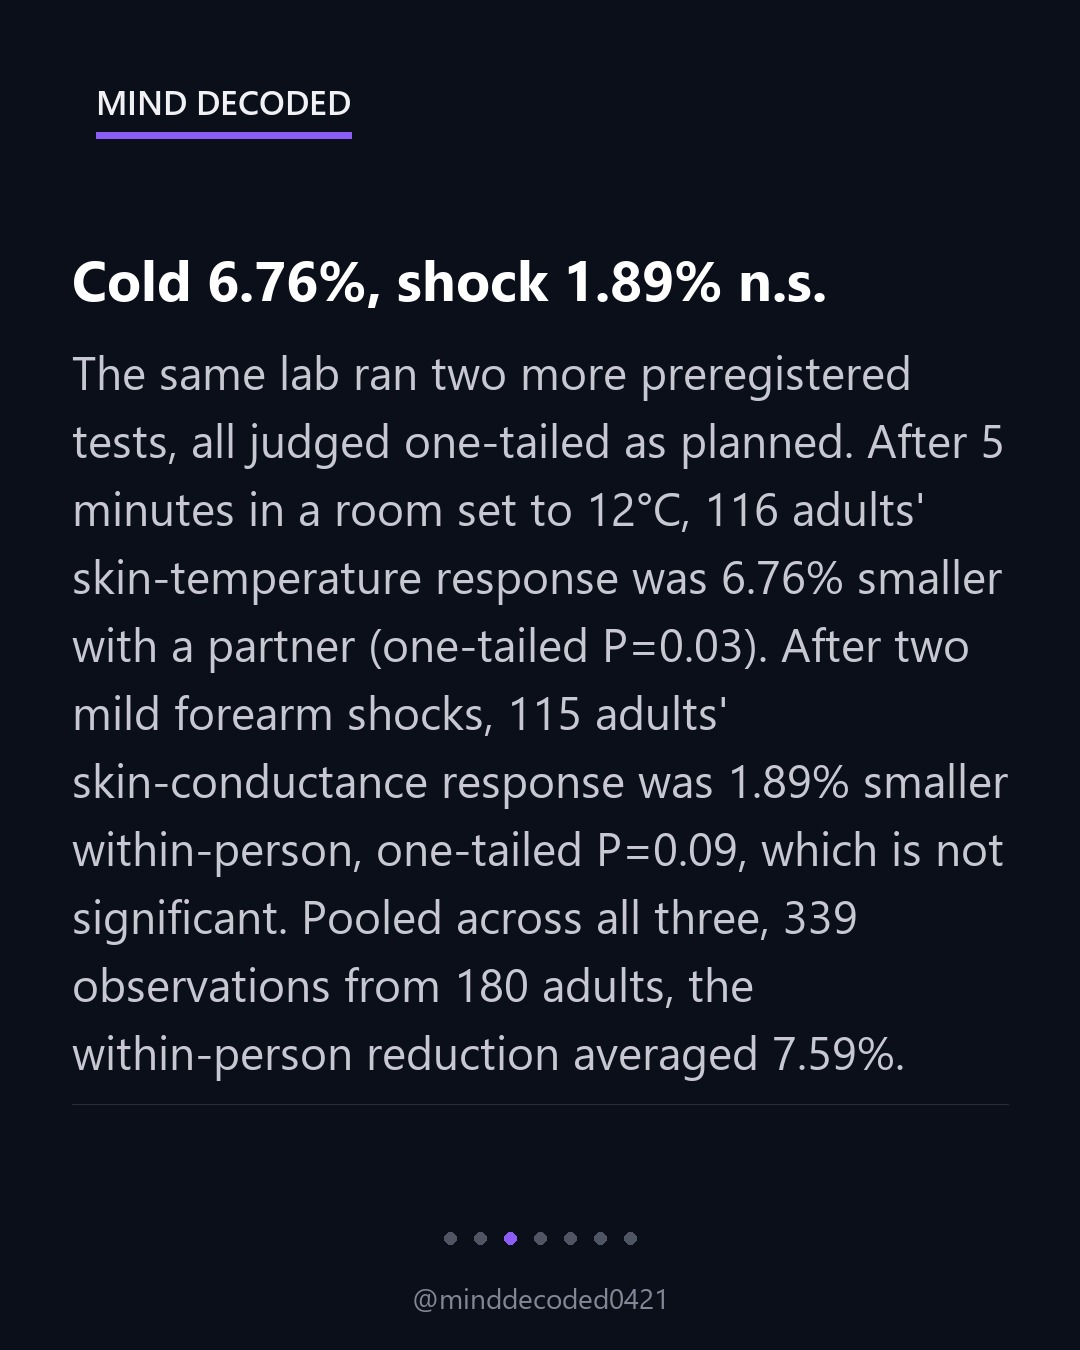 MIND DECODED
Cold 6.76%, shock 1.89% n.s.
The same lab ran two more preregistered
tests, all judged one-tailed as planned. After 5
minutes in a room set to 12°C, 116 adults'
skin-temperature response was 6.76% smaller
with a partner (one-tailed P=0.03). After two
mild forearm shocks, 115 adults'
skin-conductance response was 1.89% smaller
within-person, one-tailed P=0.09, which is not
significant. Pooled across all three, 339
observations from 180 adults, the
within-person reduction averaged 7.59%.
@minddecoded0421